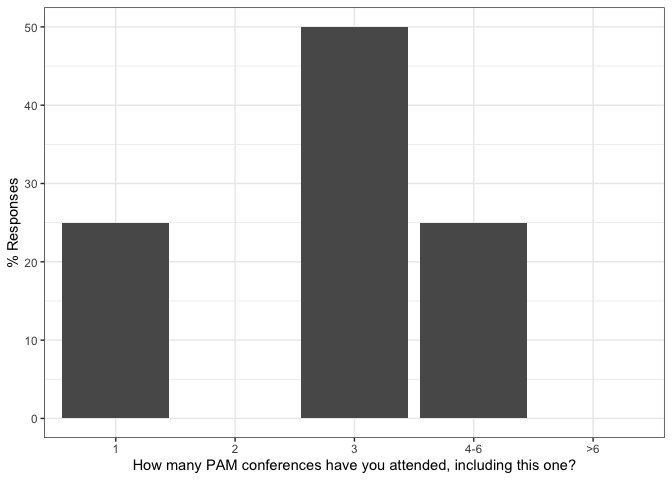 50
40
30
20
10
0
% Responses
1 2 3 4-6 >6
How many PAM conferences have you attended, including this one?